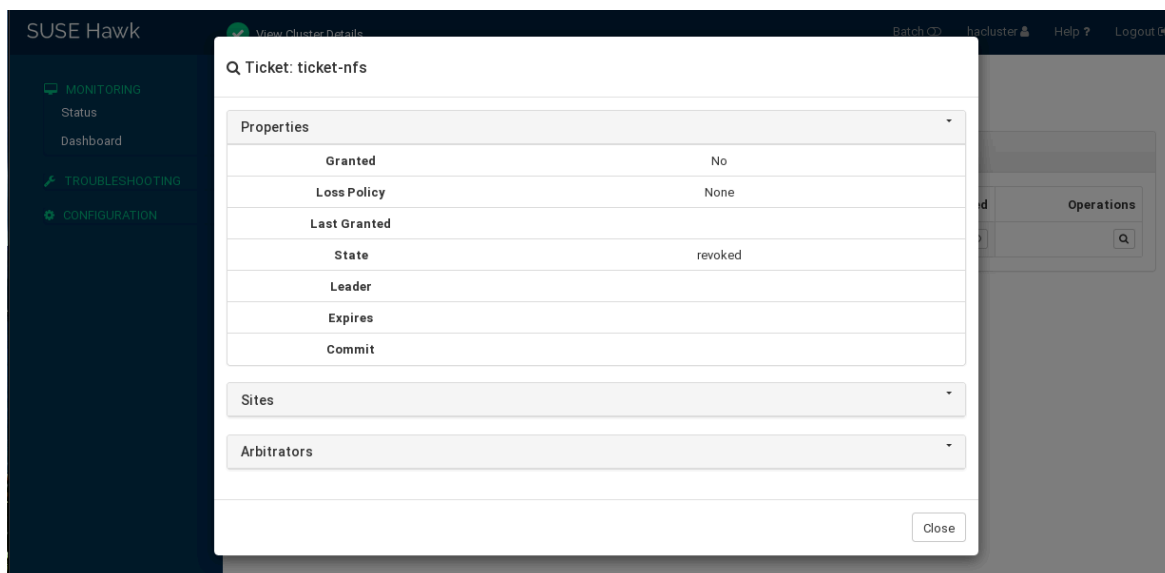 SUSE Hawk
View Cluster Details
Batch
hacluster
Help ?
Logout
MONITORING
Status
Dashboard
TROUBLESHOOTING
CONFIGURATION
Ticket: ticket-nfs
Properties
Granted No
Loss Policy None
Last Granted
State revoked
Leader
Expires
Commit
Sites
Arbitrators
Close
Operations